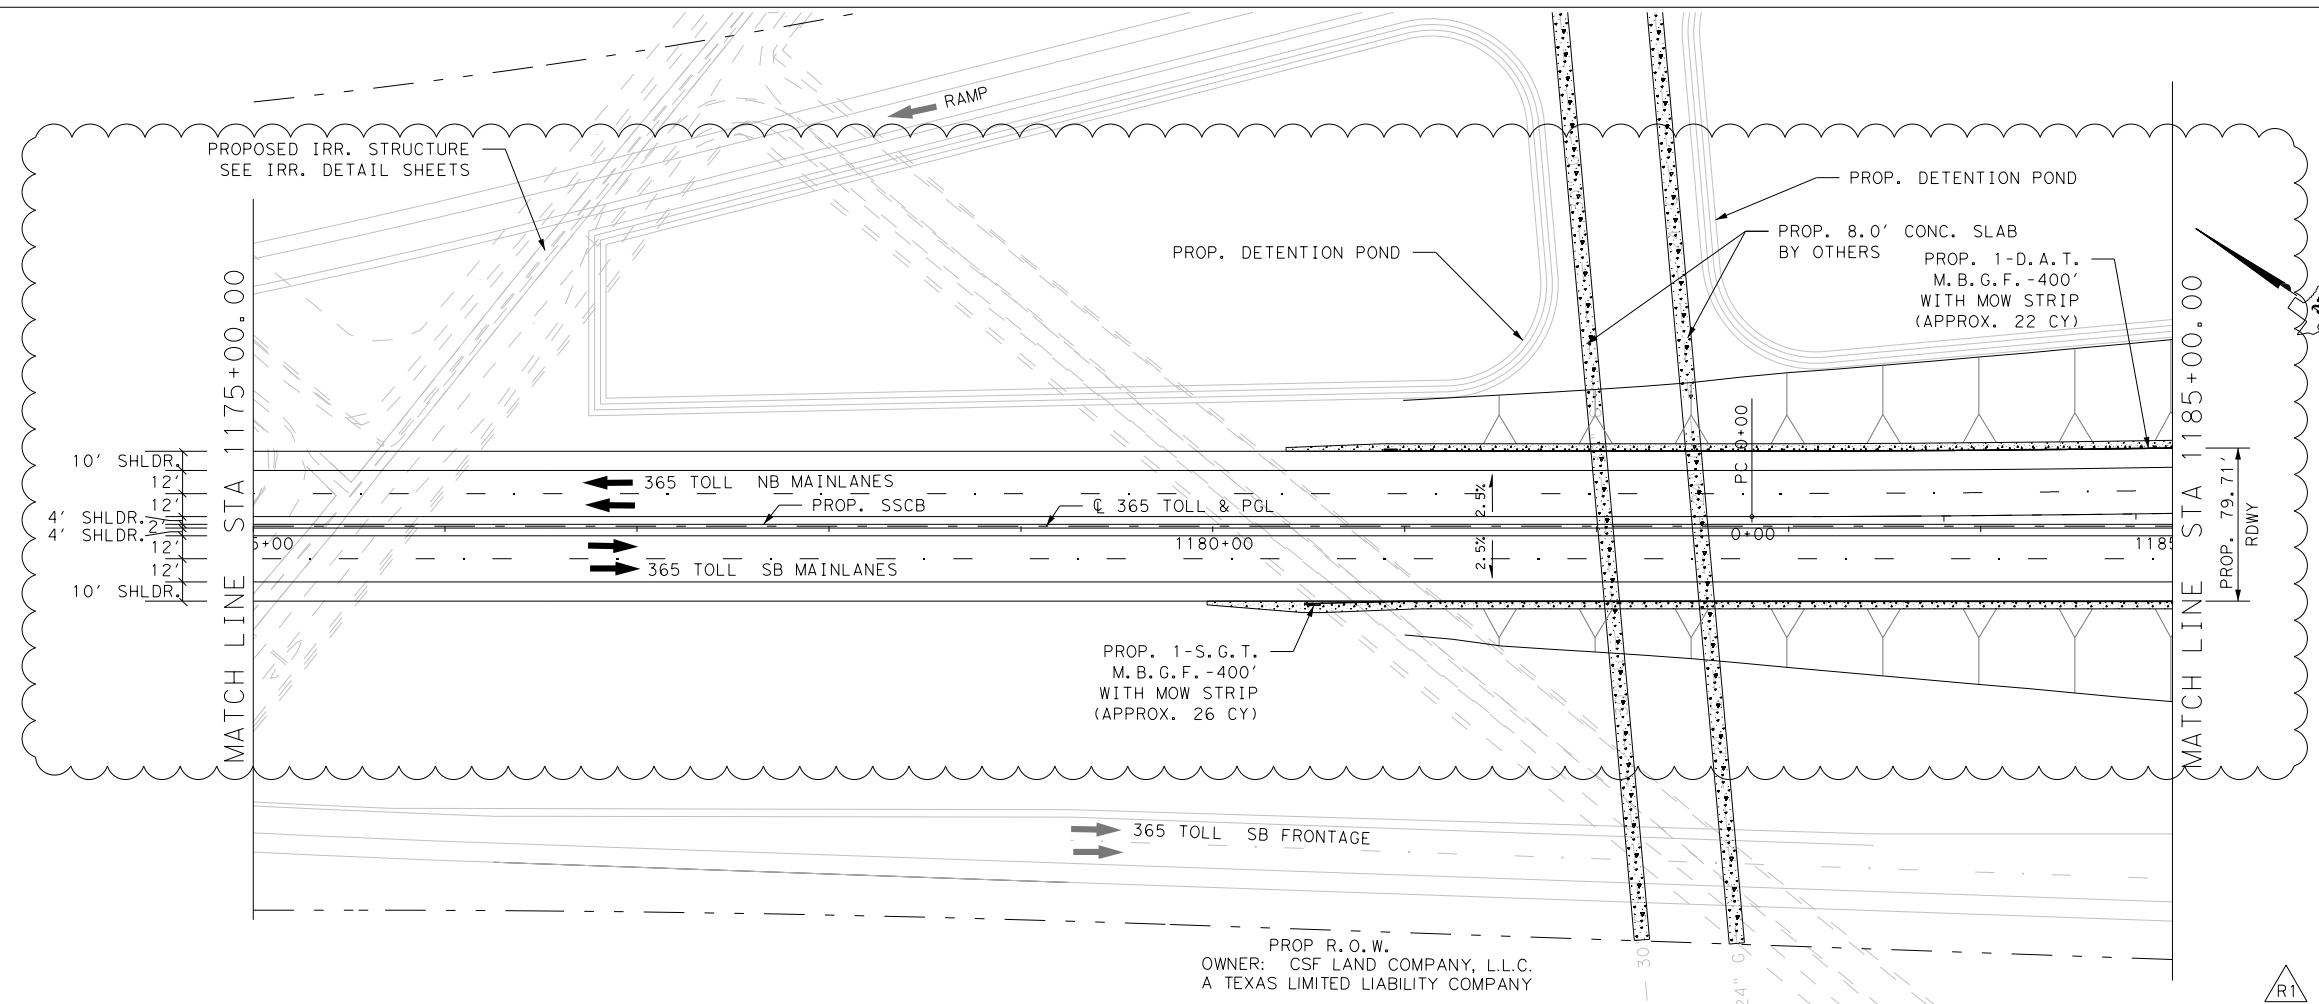 RAMP
PROPOSED IRR. STRUCTURE
SEE IRR. DETAIL SHEETS
PROP. DETENTION POND
PROP. DETENTION POND
PROP. 8.0' CONC. SLAB
BY OTHERS
PROP. 1-D.A.T.
M.B.G.F.-400'
WITH MOW STRIP
(APPROX. 22 CY)
MATCH LINE STA 1175+00.00
MATCH LINE STA 1185+00.00
10' SHLDR.
12'
12'
4' SHLDR.
2'
4' SHLDR.
12'
12'
10' SHLDR.
365 TOLL NB MAINLANES
PROP. SSCB
℄ 365 TOLL & PGL
5+00
1180+00
2.5%
2.5%
0+00
1185
365 TOLL SB MAINLANES
PROP. 79.71'
RDWY
PROP. 1-S.G.T.
M.B.G.F.-400'
WITH MOW STRIP
(APPROX. 26 CY)
365 TOLL SB FRONTAGE
PROP R.O.W.
OWNER: CSF LAND COMPANY, L.L.C.
A TEXAS LIMITED LIABILITY COMPANY
30
24" G
R1